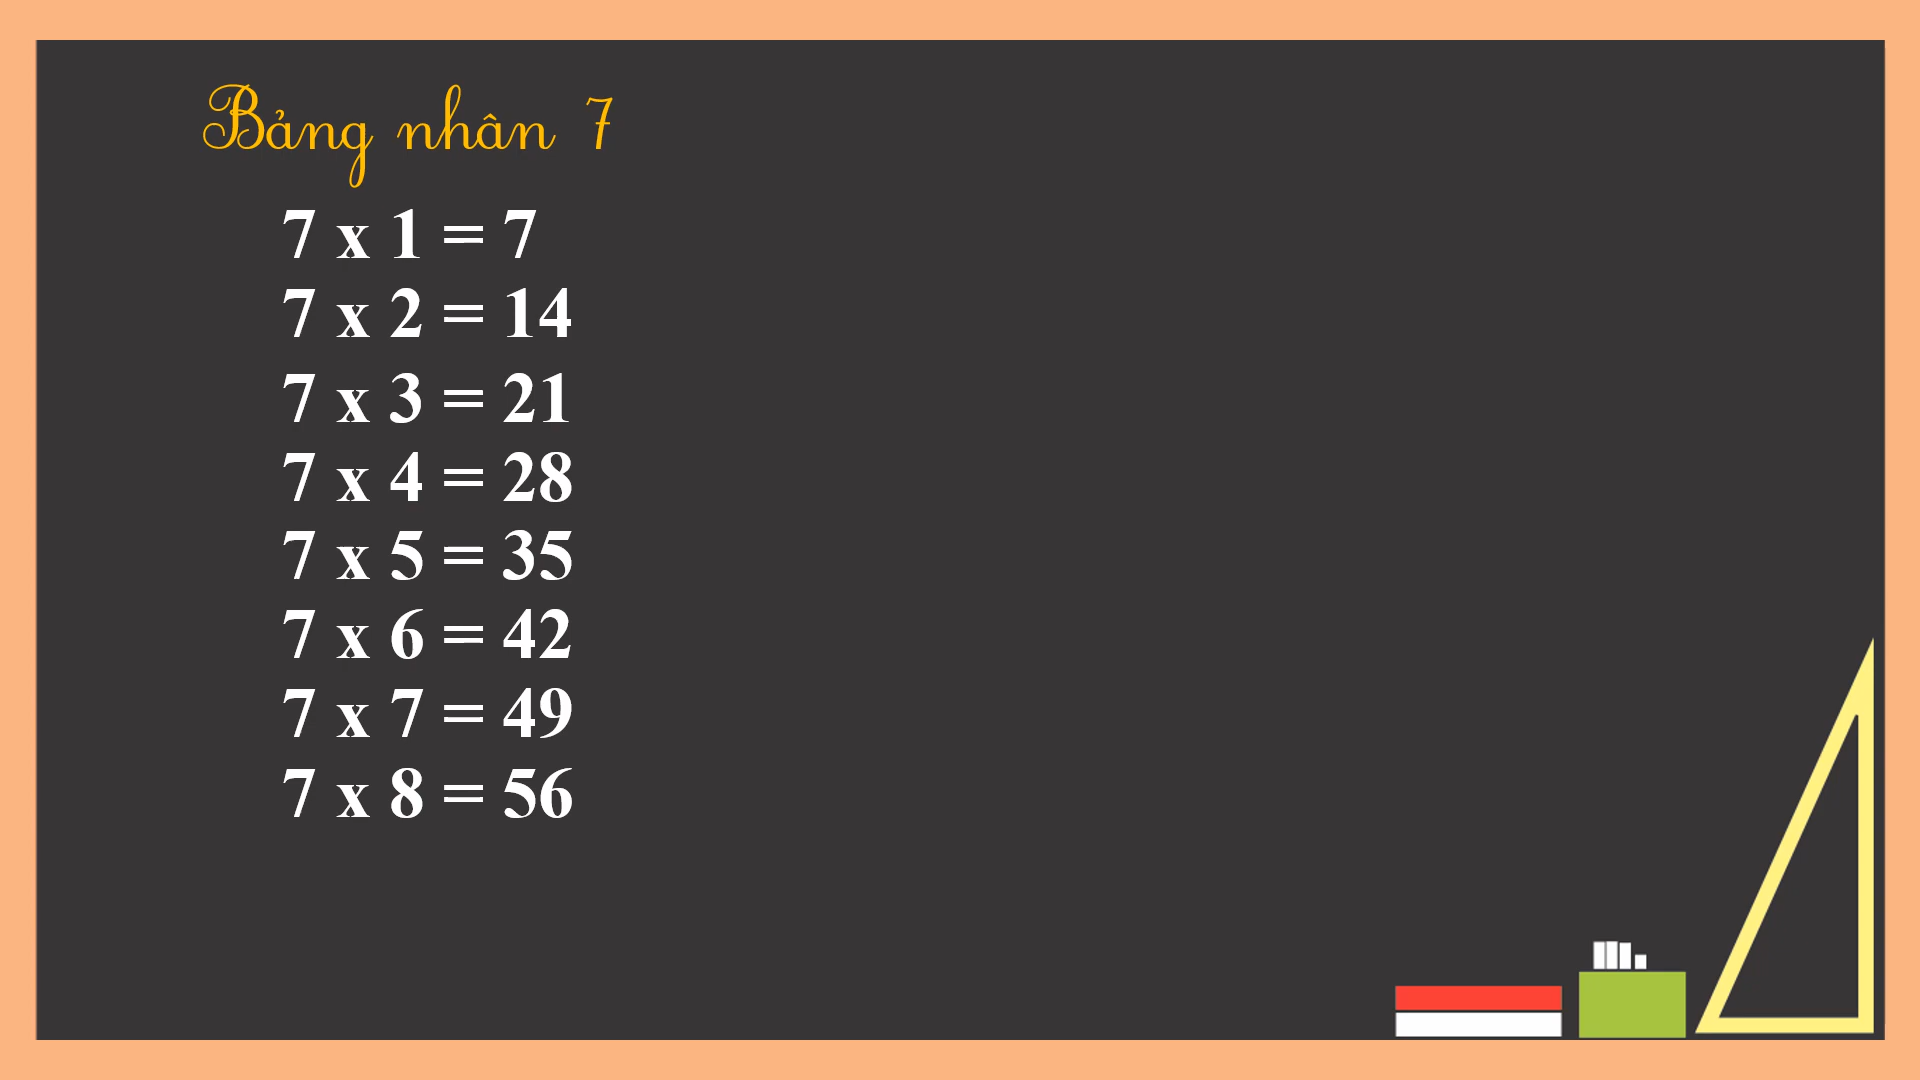 Bảng nhân 7
7 x 1 = 7
7 x 2 = 14
7 x 3 = 21
7 x 4 = 28
7 x 5 = 35
7 x 6 = 42
7 x 7 = 49
7 x 8 = 56